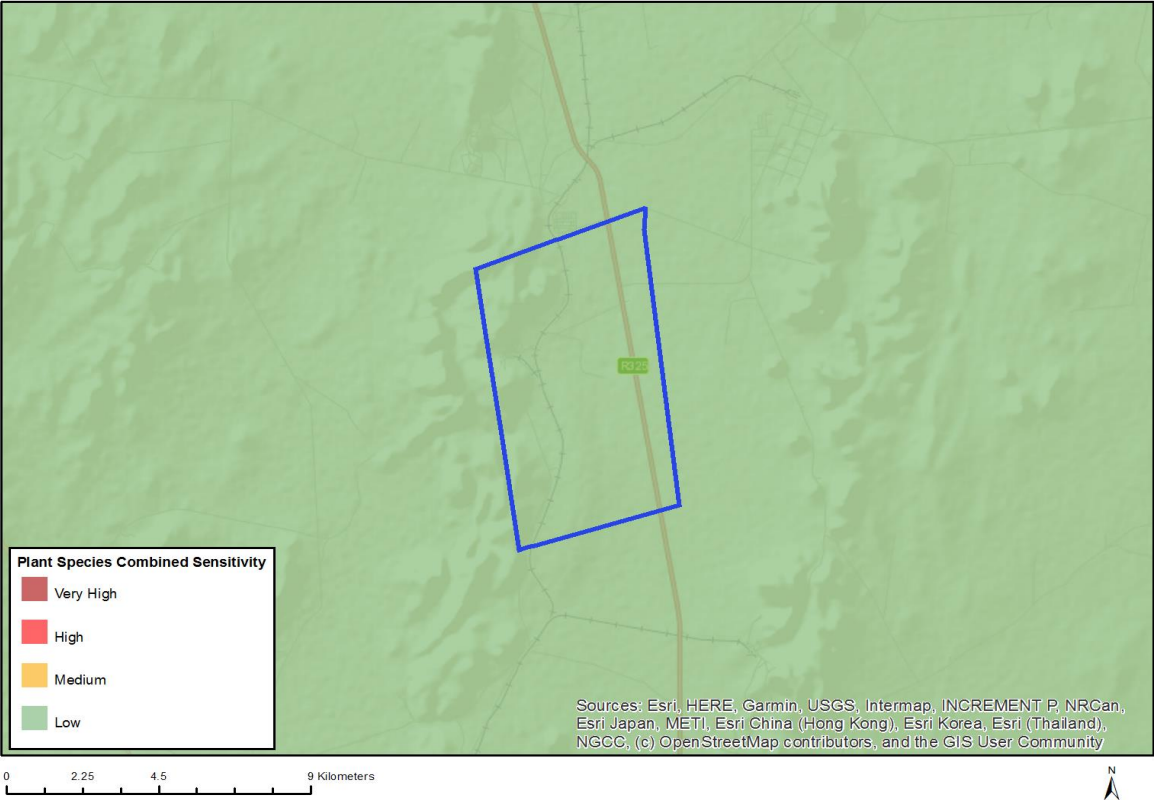 R325
Plant Species Combined Sensitivity
Very High
High
Medium
Low
Sources: Esri, HERE, Garmin, USGS, Intermap, INCREMENT P, NRCan,
Esri Japan, METI, Esri China (Hong Kong), Esri Korea, Esri (Thailand),
NGCC, (c) OpenStreetMap contributors, and the GIS User Community
0 2.25 4.5 9 Kilometers
N